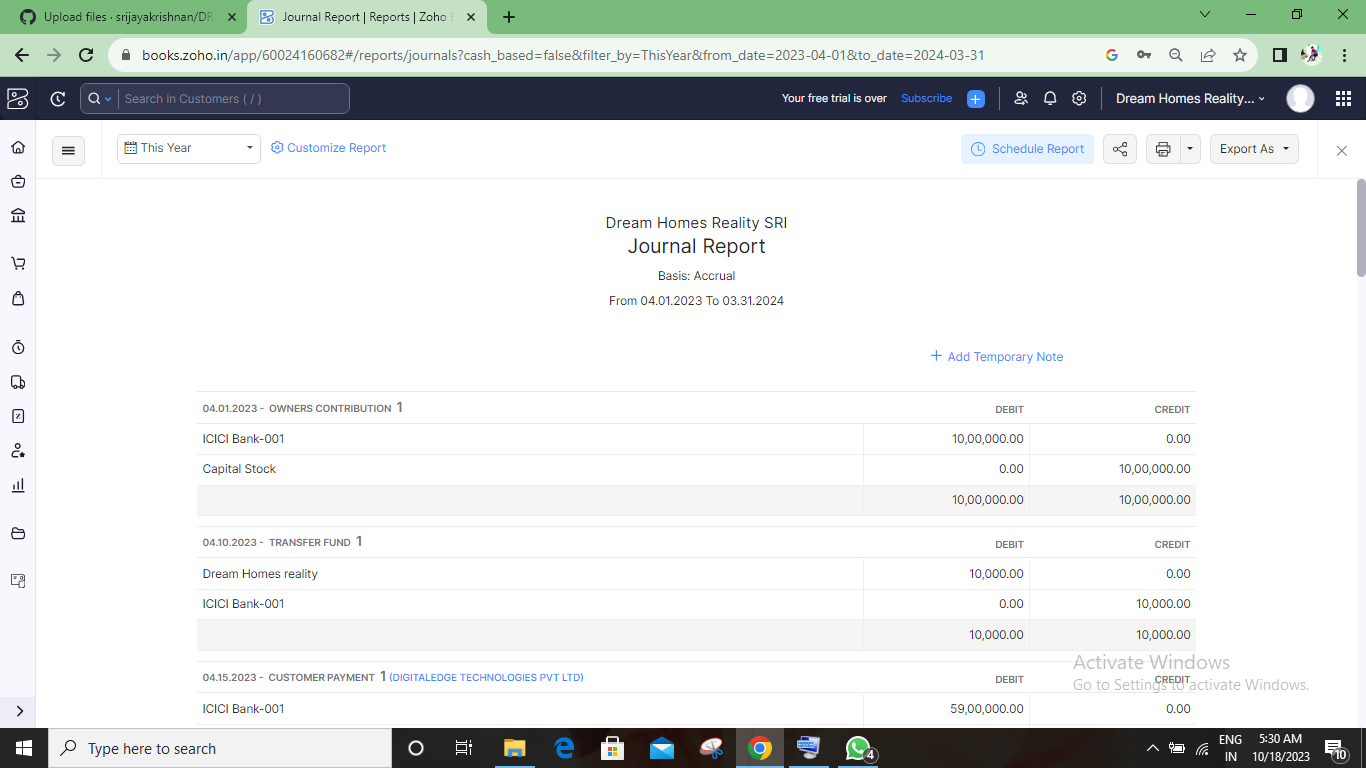 Upload files · srijayakrishnan/DR
Journal Report | Reports | Zoho B
books.zoho.in/app/60024160682#/reports/journals?cash_based=false&filter_by=ThisYear&from_date=2023-04-01&to_date=2024-03-31
Search in Customers ( / )
Your free trial is over Subscribe
Dream Homes Reality...
This Year
Customize Report
Schedule Report
Export As
Dream Homes Reality SRI
Journal Report
Basis: Accrual
From 04.01.2023 To 03.31.2024
+ Add Temporary Note
04.01.2023 - OWNERS CONTRIBUTION 1 DEBIT CREDIT
ICICI Bank-001 10,00,000.00 0.00
Capital Stock 0.00 10,00,000.00
10,00,000.00 10,00,000.00
04.10.2023 - TRANSFER FUND 1 DEBIT CREDIT
Dream Homes reality 10,000.00 0.00
ICICI Bank-001 0.00 10,000.00
10,000.00 10,000.00
04.15.2023 - CUSTOMER PAYMENT 1 (DIGITALEDGE TECHNOLOGIES PVT LTD) DEBIT CREDIT
ICICI Bank-001 59,00,000.00 0.00
Activate Windows
Go to Settings to activate Windows.
Type here to search
4
ENG
IN
5:30 AM
10/18/2023
10